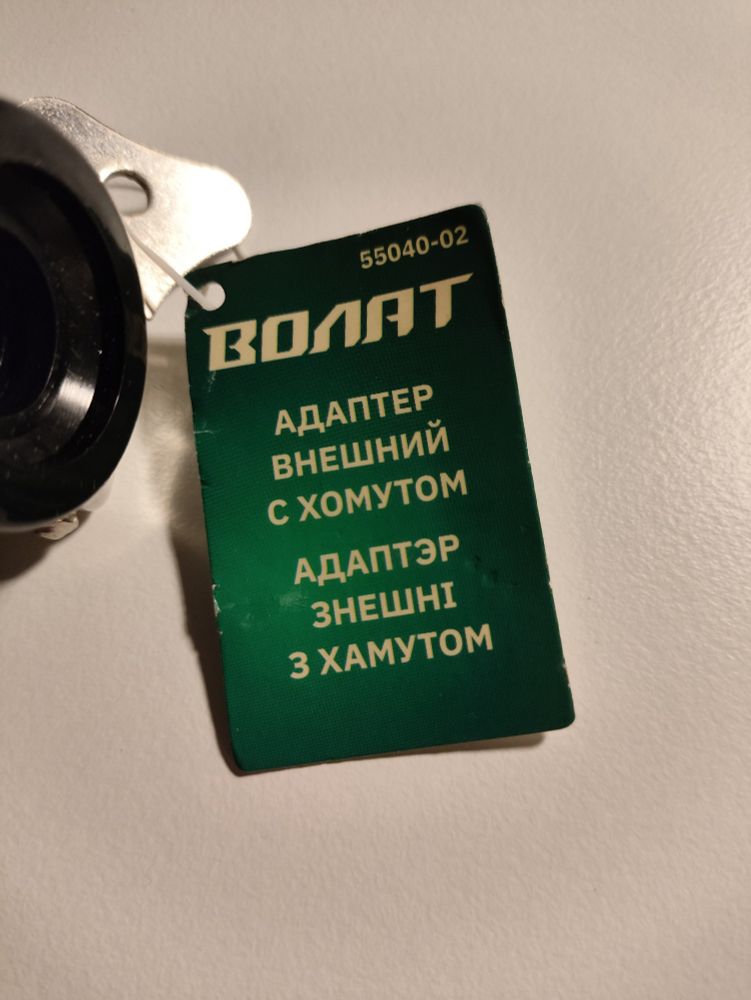 55040-02
ВОЛАТ
АДАПТЕР
ВНЕШНИЙ
С ХОМУТОМ
АДАПТЭР
ЗНЕШНІ
З ХАМУТОМ